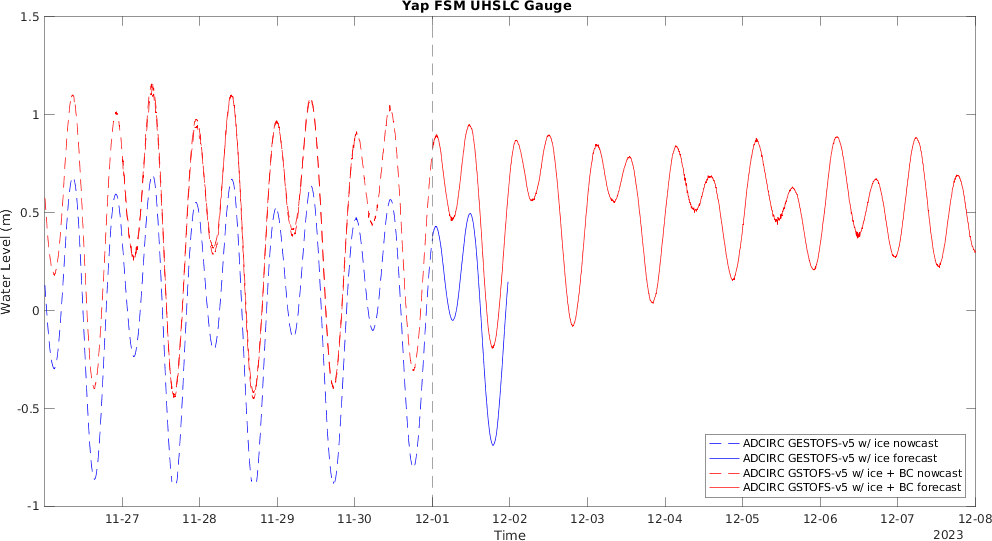 Yap FSM UHSLC Gauge
1.5
1
0.5
0
-0.5
-1
Water Level (m)
ADCIRC GESTOFS-v5 w/ ice nowcast
ADCIRC GESTOFS-v5 w/ ice forecast
ADCIRC GSTOFS-v5 w/ ice + BC nowcast
ADCIRC GSTOFS-v5 w/ ice + BC forecast
11-27 11-28 11-29 11-30 12-01 12-02 12-03 12-04 12-05 12-06 12-07 12-08
Time
2023